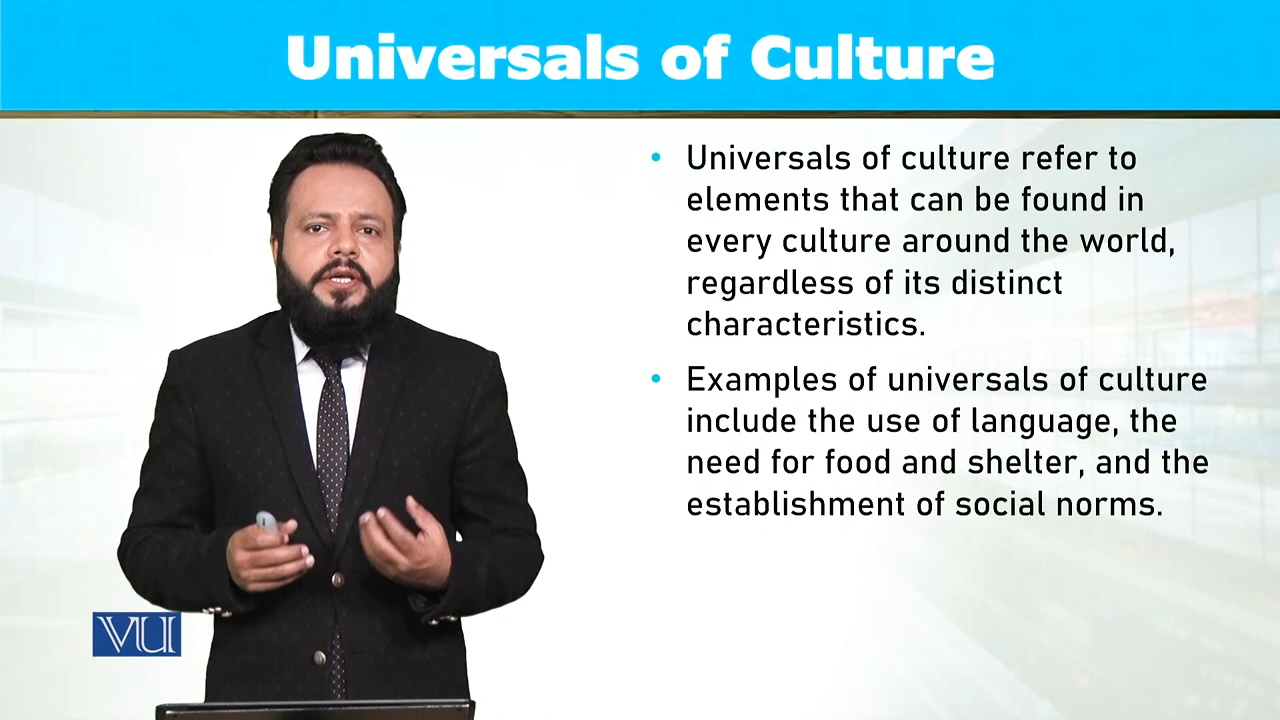 Universals of Culture
• Universals of culture refer to
elements that can be found in
every culture around the world,
regardless of its distinct
characteristics.
• Examples of universals of culture
include the use of language, the
need for food and shelter, and the
establishment of social norms.
VU